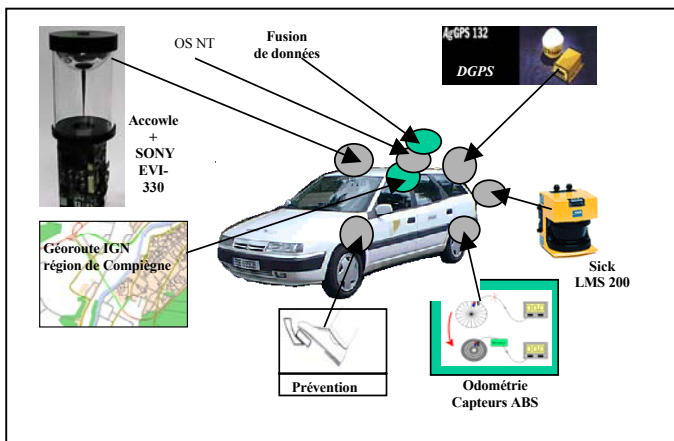 OS NT
Fusion
de données
AgGPS 132
DGPS
Accowle
+
SONY
EVI-
330
Géoroute IGN
région de Compiègne
Sick
LMS 200
Prévention
Odométrie
Capteurs ABS